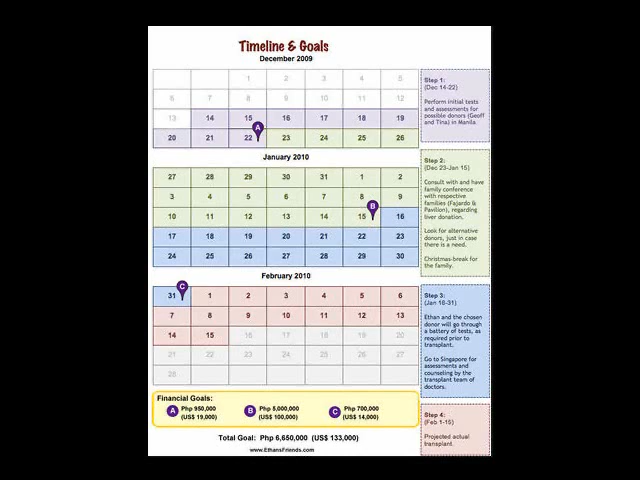 Timeline & Goals
December 2009
1 2 3 4 5
6 7 8 9 10 11 12
13 14 15 16 17 18 19
A
20 21 22 23 24 25 26
January 2010
27 28 29 30 31 1 2
3 4 5 6 7 8 9
B
10 11 12 13 14 15 16
17 18 19 20 21 22 23
24 25 26 27 28 29 30
February 2010
C
31 1 2 3 4 5 6
7 8 9 10 11 12 13
14 15 16 17 18 19 20
21 22 23 24 25 26 27
28
Step 1:
(Dec 14-22)
Perform initial tests
and assessments for
possible donors (Geoff
and Tina) in Manila.
Step 2:
(Dec 23-Jan 15)
Consult with and have
family conference
with respective
families (Fajardo &
Pavilion), regarding
liver donation.
Look for alternative
donors, just in case
there is a need.
Christmas-break for
the family.
Step 3:
(Jan 16-31)
Ethan and the chosen
donor will go through
a battery of tests, as
required prior to
transplant.
Go to Singapore for
assessments and
counseling by the
transplant team of
doctors.
Step 4:
(Feb 1-15)
Projected actual
transplant.
Financial Goals:
A Php 950,000 B Php 5,000,000 C Php 700,000
(US$ 19,000) (US$ 100,000) (US$ 14,000)
Total Goal: Php 6,650,000 (US$ 133,000)
www.EthansFriends.com